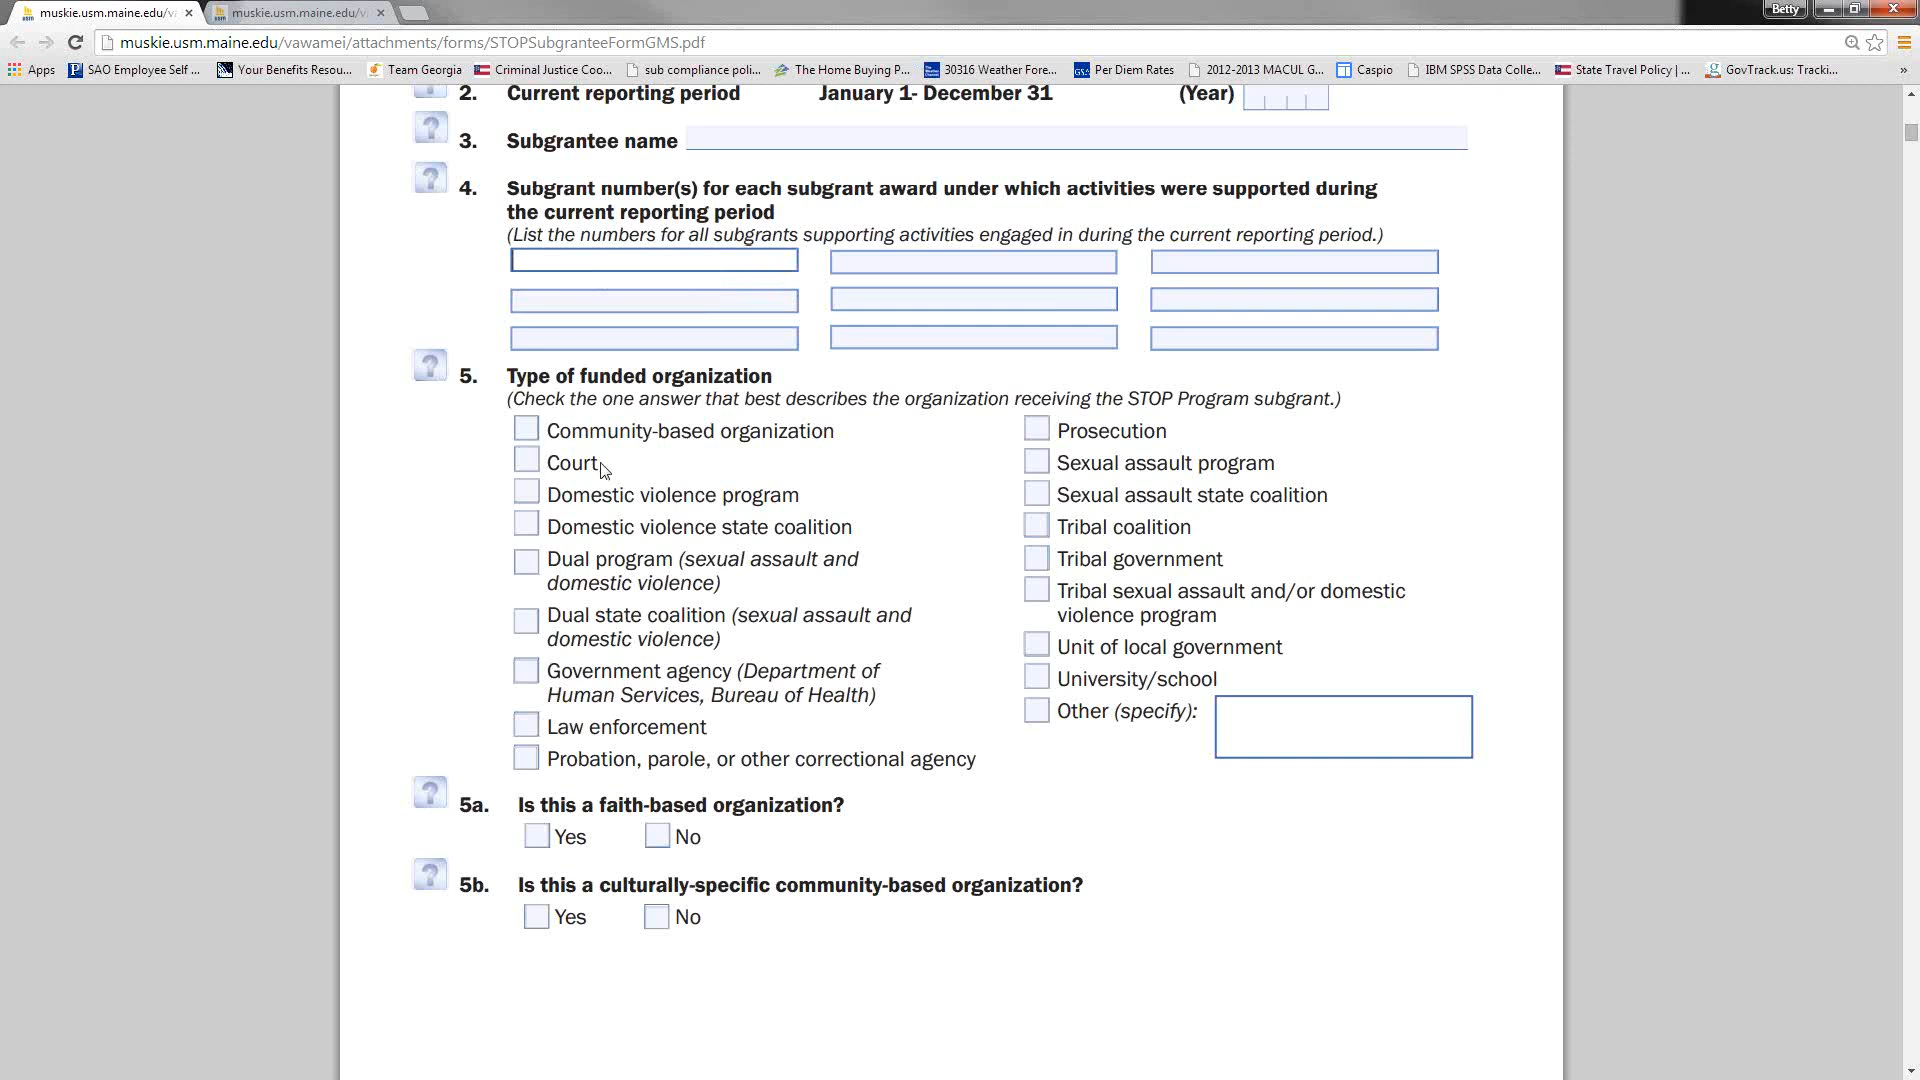 muskie.usm.maine.edu/v
muskie.usm.maine.edu/v
Betty
muskie.usm.maine.edu/vawamei/attachments/forms/STOPSubgranteeFormGMS.pdf
Apps
SAO Employee Self ...
Your Benefits Resou...
Team Georgia
Criminal Justice Coo...
sub compliance poli...
The Home Buying P...
30316 Weather Fore...
Per Diem Rates
2012-2013 MACUL G...
Caspio
IBM SPSS Data Colle...
State Travel Policy | ...
GovTrack.us: Tracki...
»
2. Current reporting period January 1- December 31 (Year)
3. Subgrantee name
4. Subgrant number(s) for each subgrant award under which activities were supported during
the current reporting period
(List the numbers for all subgrants supporting activities engaged in during the current reporting period.)
5. Type of funded organization
(Check the one answer that best describes the organization receiving the STOP Program subgrant.)
Community-based organization
Court
Domestic violence program
Domestic violence state coalition
Dual program (sexual assault and
domestic violence)
Dual state coalition (sexual assault and
domestic violence)
Government agency (Department of
Human Services, Bureau of Health)
Law enforcement
Probation, parole, or other correctional agency
Prosecution
Sexual assault program
Sexual assault state coalition
Tribal coalition
Tribal government
Tribal sexual assault and/or domestic
violence program
Unit of local government
University/school
Other (specify):
5a. Is this a faith-based organization?
Yes No
5b. Is this a culturally-specific community-based organization?
Yes No